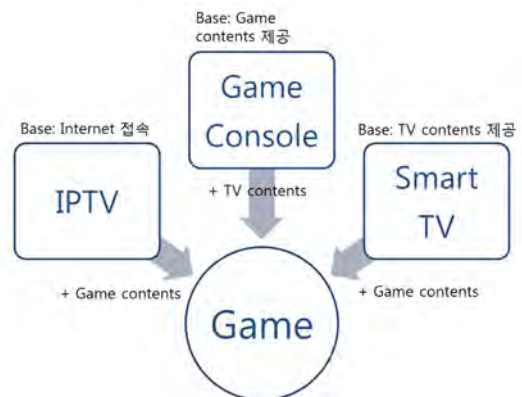 Base: Game
contents 제공
Game
Console
Base: Internet 접속
IPTV
Base: TV contents 제공
Smart
TV
+ TV contents
+ Game contents
+ Game contents
Game